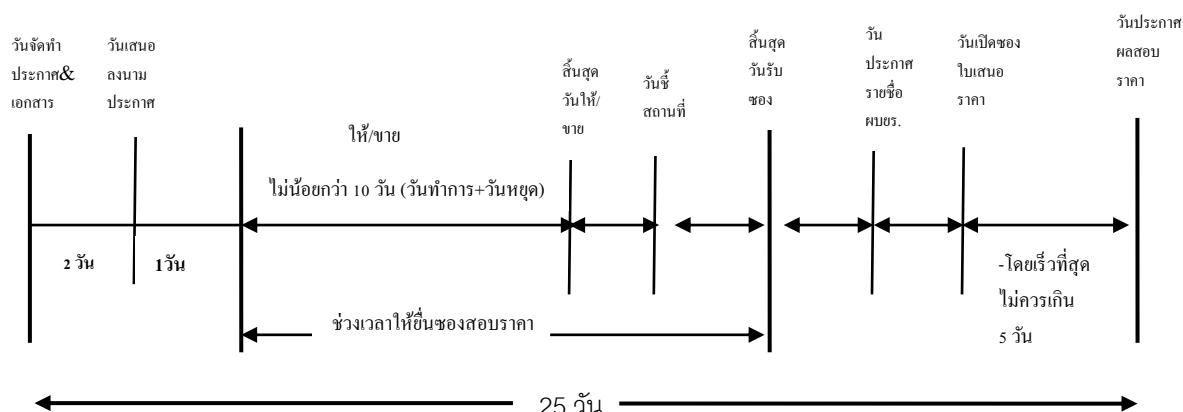 วันจัดทำ
ประกาศ&
เอกสาร
วันเสนอ
ลงนาม
ประกาศ
สิ้นสุด
วันให้/
ขาย
วันชี้
สถานที่
สิ้นสุด
วันรับ
ซอง
วัน
ประกาศ
รายชื่อ
ผบยร.
วันเปิดซอง
ใบเสนอ
ราคา
วันประกาศ
ผลสอบ
ราคา
ให้/ขาย
ไม่น้อยกว่า 10 วัน (วันทำการ+วันหยุด)
2 วัน
1วัน
-โดยเร็วที่สุด
ไม่ควรเกิน
5 วัน
ช่วงเวลาให้ยื่นซองสอบราคา
25 วัน